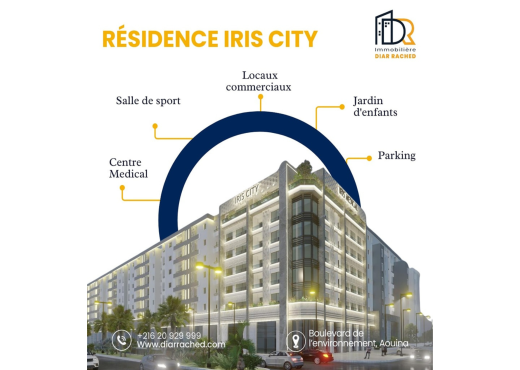 RÉSIDENCE IRIS CITY
DR
Immobilière
DIAR RACHED
Locaux
commerciaux
Salle de sport
Jardin
d'enfants
Centre
Medical
Parking
IRIS CITY
+216 20 929 999
Www.diarrached.com
Boulevard de
l'environnement, Aouina